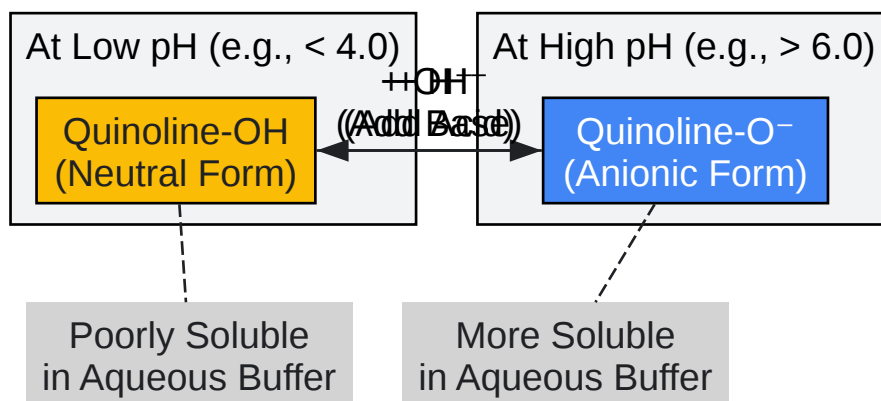 At Low pH (e.g., < 4.0)
At High pH (e.g., > 6.0)
Quinoline-OH
(Neutral Form)
Quinoline-O⁻
(Anionic Form)
Poorly Soluble
in Aqueous Buffer
More Soluble
in Aqueous Buffer